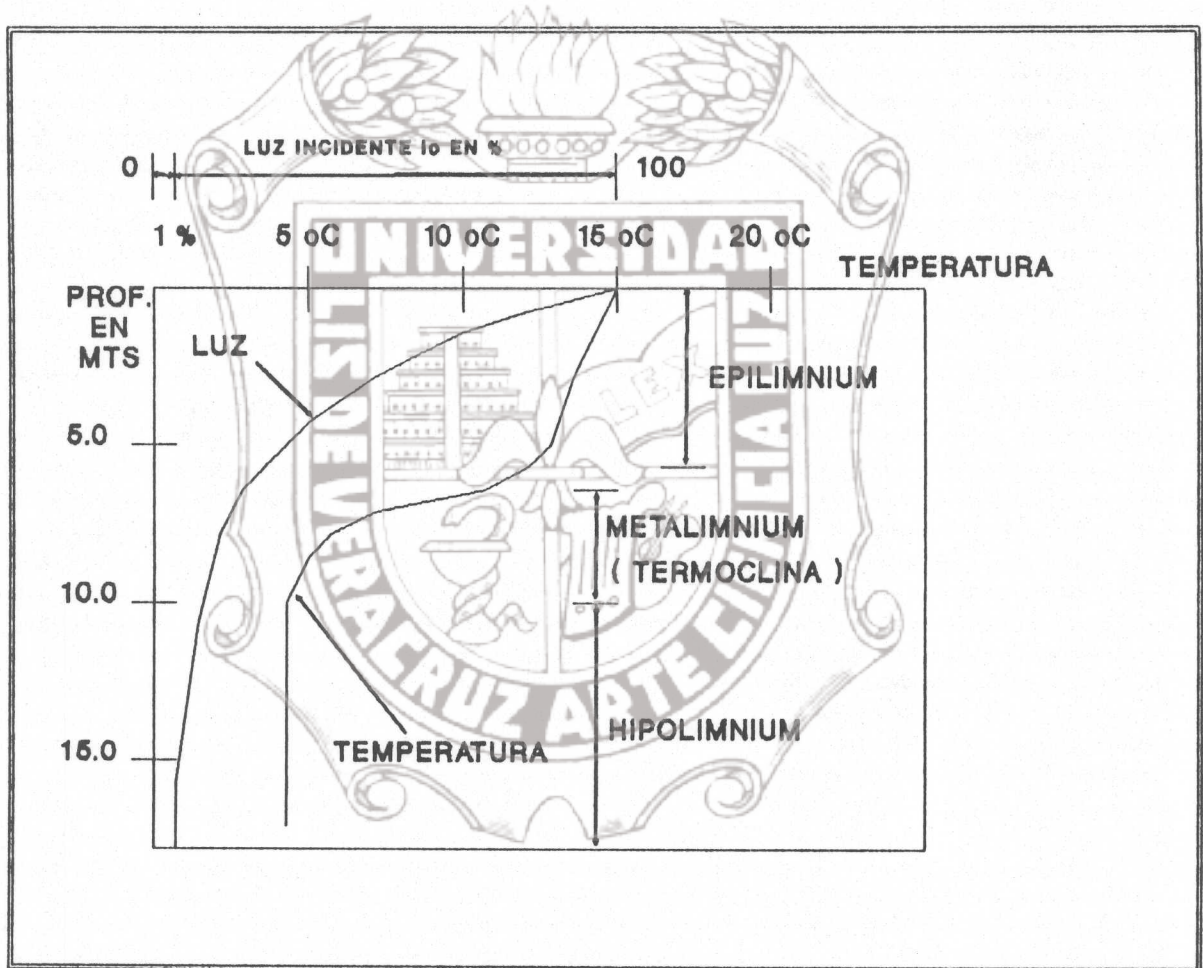 0 LUZ INCIDENTE Io EN % 100
1 % 5 oC 10 oC 15 oC 20 oC
TEMPERATURA
PROF.
EN
MTS
LUZ
EPILIMNIUM
5.0
METALIMNIUM
( TERMOCLINA )
10.0
HIPOLIMNIUM
15.0
TEMPERATURA
UNIVERSIDAD
VERACRUZANA
LIS DE VERACRUZ ARTE CIENCIA LUZ
LEX